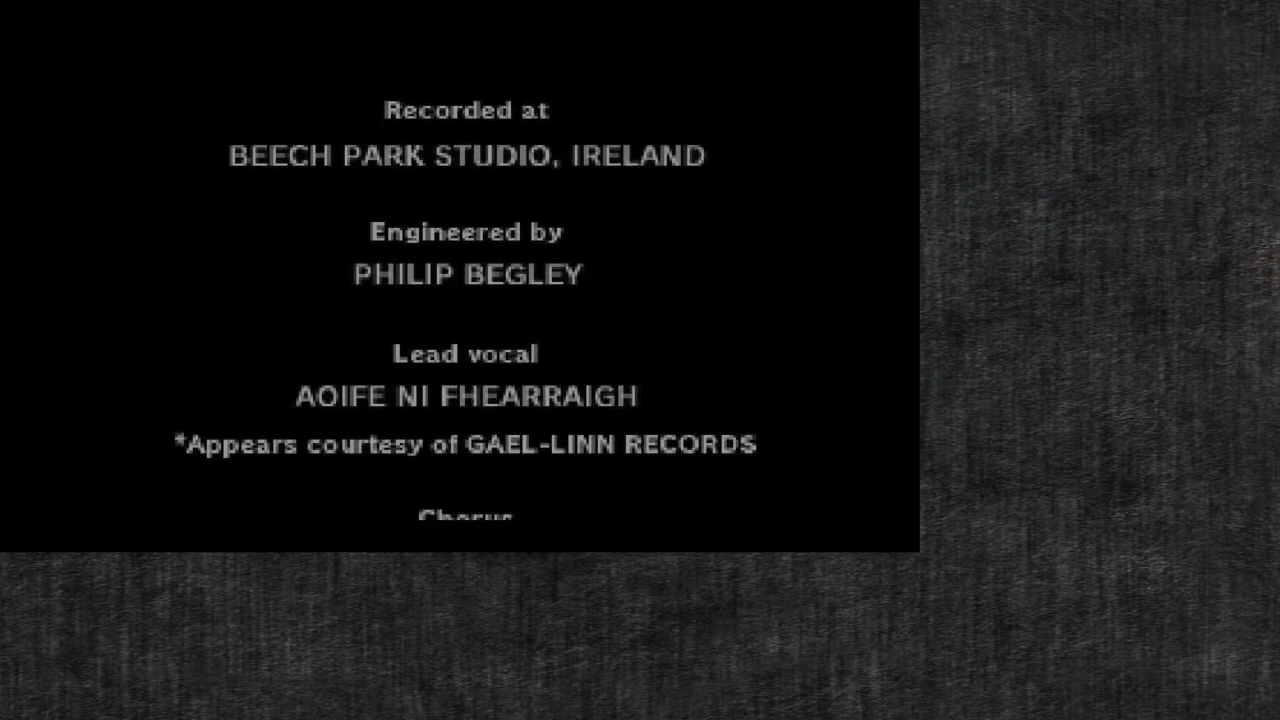 Recorded at
BEECH PARK STUDIO, IRELAND
Engineered by
PHILIP BEGLEY
Lead vocal
AOIFE NI FHEARRAIGH
*Appears courtesy of GAEL-LINN RECORDS
Chorus